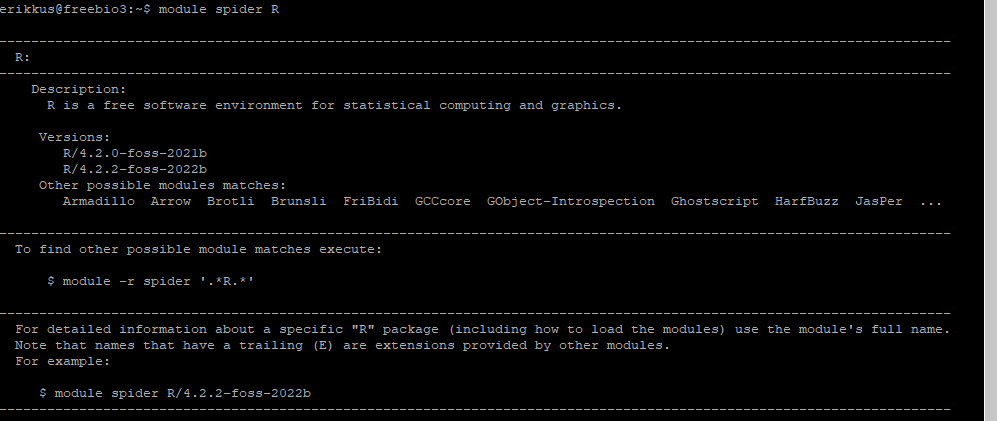 erikkus@freebio3:~$ module spider R
-----------------------------------------------------------------------------------------------------------------------
R:
-----------------------------------------------------------------------------------------------------------------------
Description:
R is a free software environment for statistical computing and graphics.
Versions:
R/4.2.0-foss-2021b
R/4.2.2-foss-2022b
Other possible modules matches:
Armadillo  Arrow  Brotli  Brunsli  FriBidi  GCCcore  GObject-Introspection  Ghostscript  HarfBuzz  JasPer  ...
-----------------------------------------------------------------------------------------------------------------------
To find other possible module matches execute:
$ module -r spider '.*R.*'
-----------------------------------------------------------------------------------------------------------------------
For detailed information about a specific "R" package (including how to load the modules) use the module's full name.
Note that names that have a trailing (E) are extensions provided by other modules.
For example:
$ module spider R/4.2.2-foss-2022b
-----------------------------------------------------------------------------------------------------------------------